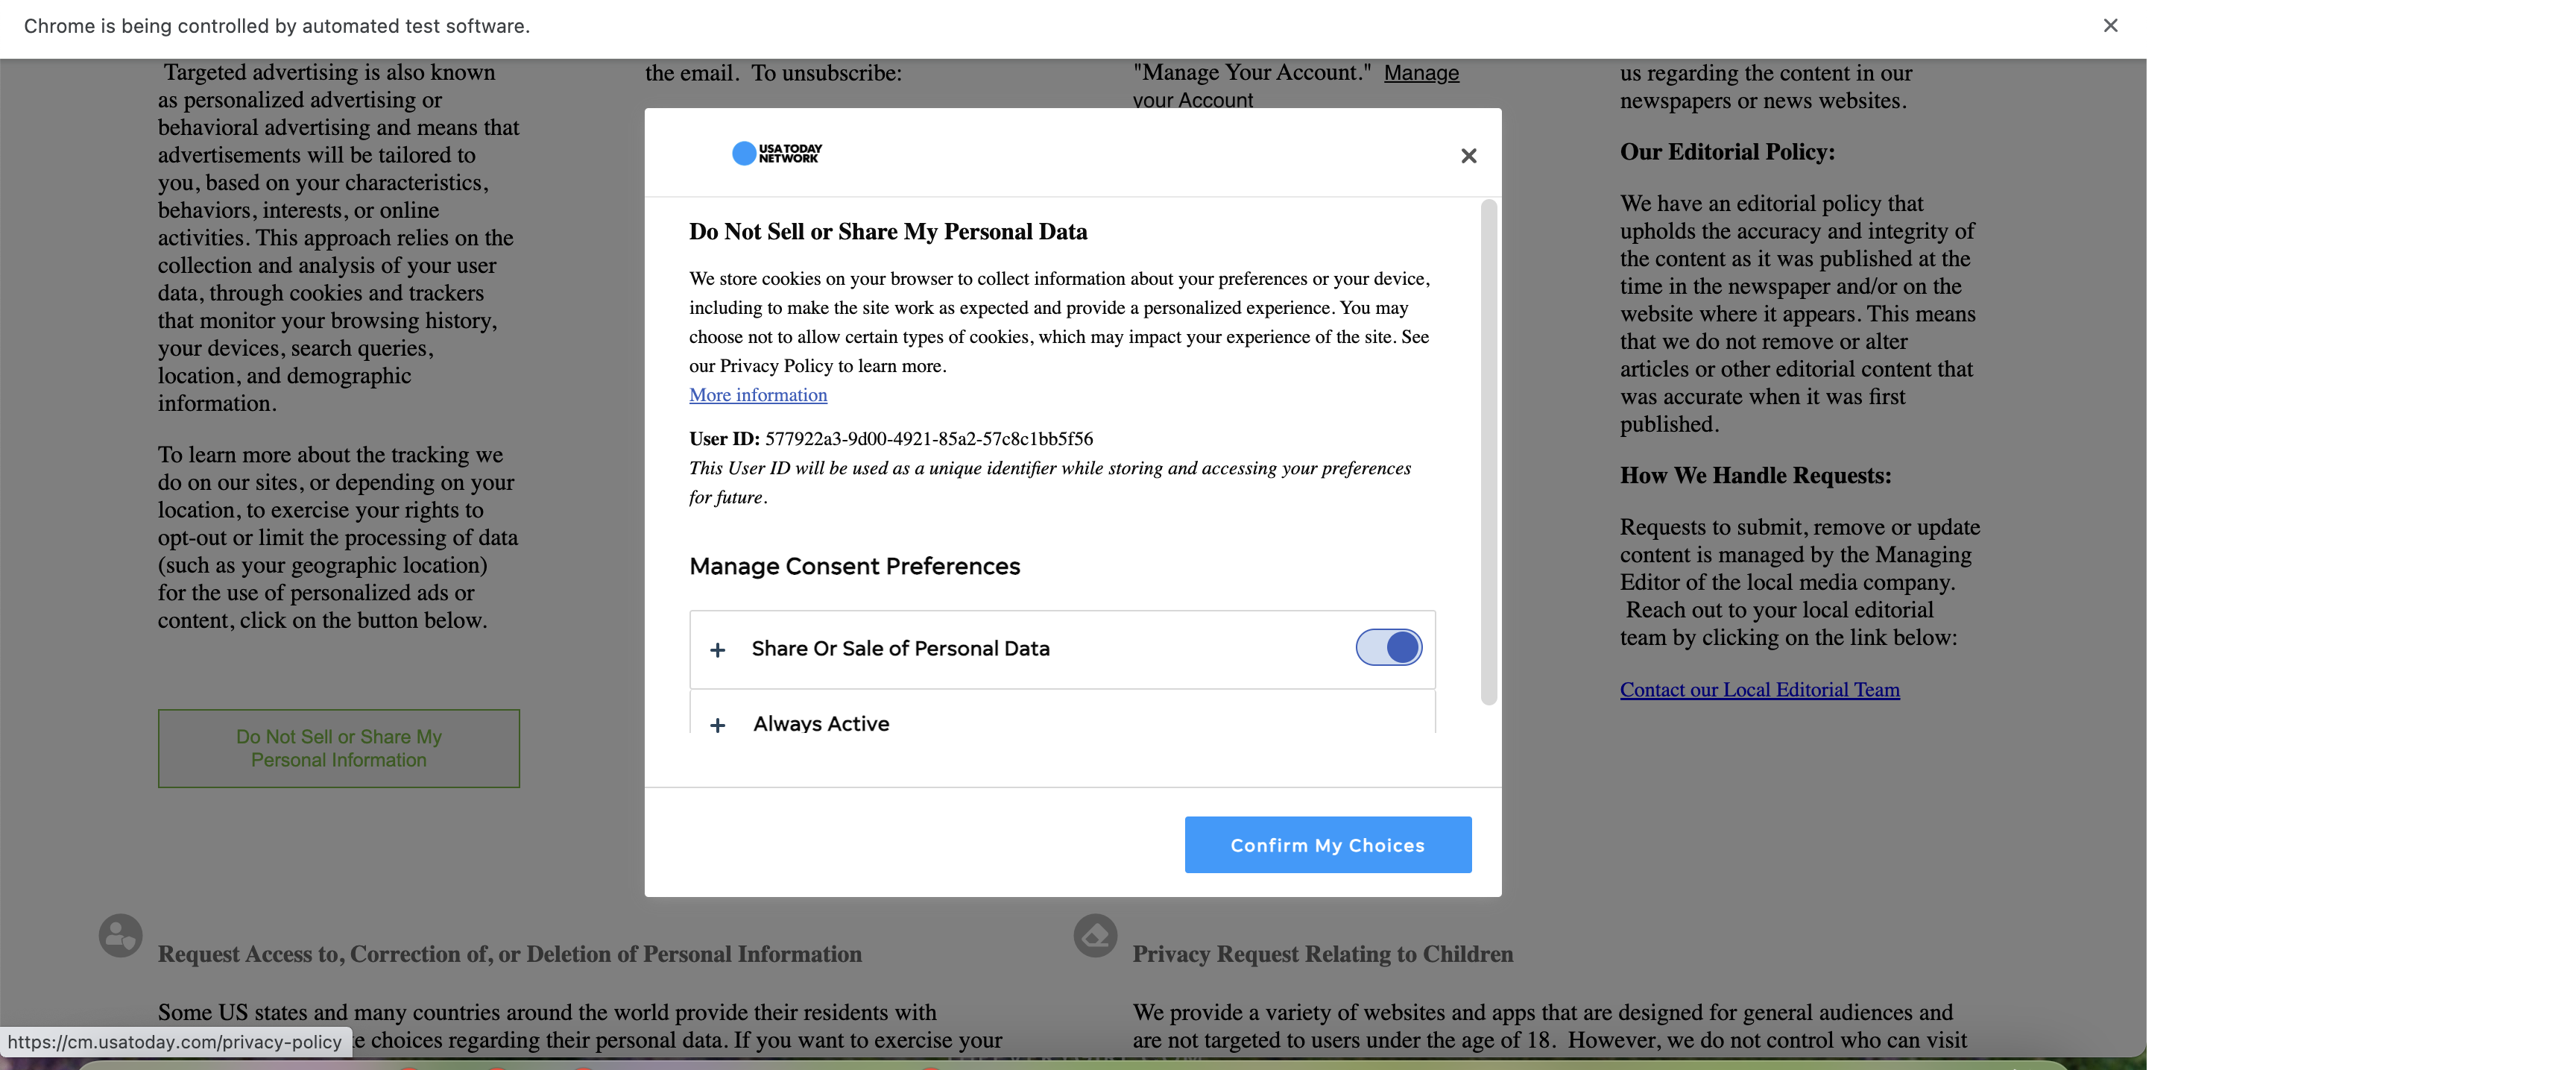 Chrome is being controlled by automated test software.
Targeted advertising is also known
as personalized advertising or
behavioral advertising and means that
advertisements will be tailored to
you, based on your characteristics,
behaviors, interests, or online
activities. This approach relies on the
collection and analysis of your user
data, through cookies and trackers
that monitor your browsing history,
your devices, search queries,
location, and demographic
information.
To learn more about the tracking we
do on our sites, or depending on your
location, to exercise your rights to
opt-out or limit the processing of data
(such as your geographic location)
for the use of personalized ads or
content, click on the button below.
Do Not Sell or Share My
Personal Information
the email.  To unsubscribe:
"Manage Your Account."  Manage
your Account
USA TODAY
NETWORK
Do Not Sell or Share My Personal Data
We store cookies on your browser to collect information about your preferences or your device,
including to make the site work as expected and provide a personalized experience. You may
choose not to allow certain types of cookies, which may impact your experience of the site. See
our Privacy Policy to learn more.
More information
User ID: 577922a3-9d00-4921-85a2-57c8c1bb5f56
This User ID will be used as a unique identifier while storing and accessing your preferences
for future.
Manage Consent Preferences
Share Or Sale of Personal Data
Always Active
Confirm My Choices
us regarding the content in our
newspapers or news websites.
Our Editorial Policy:
We have an editorial policy that
upholds the accuracy and integrity of
the content as it was published at the
time in the newspaper and/or on the
website where it appears. This means
that we do not remove or alter
articles or other editorial content that
was accurate when it was first
published.
How We Handle Requests:
Requests to submit, remove or update
content is managed by the Managing
Editor of the local media company.
Reach out to your local editorial
team by clicking on the link below:
Contact our Local Editorial Team
Request Access to, Correction of, or Deletion of Personal Information
Some US states and many countries around the world provide their residents with
choices regarding their personal data. If you want to exercise your
Privacy Request Relating to Children
We provide a variety of websites and apps that are designed for general audiences and
are not targeted to users under the age of 18.  However, we do not control who can visit
https://cm.usatoday.com/privacy-policy